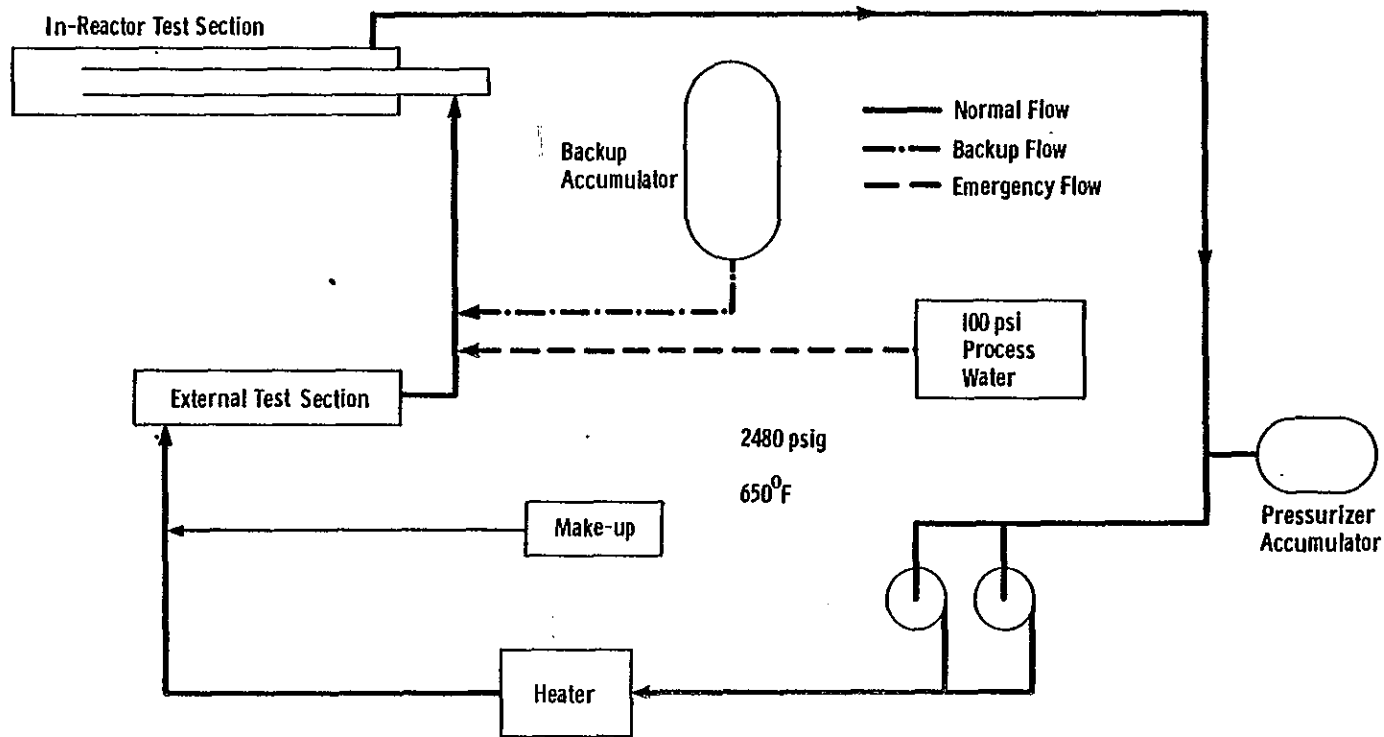 In-Reactor Test Section
Backup
Accumulator
Normal Flow
Backup Flow
Emergency Flow
100 psi
Process
Water
External Test Section
2480 psig
650°F
Make-up
Pressurizer
Accumulator
Heater